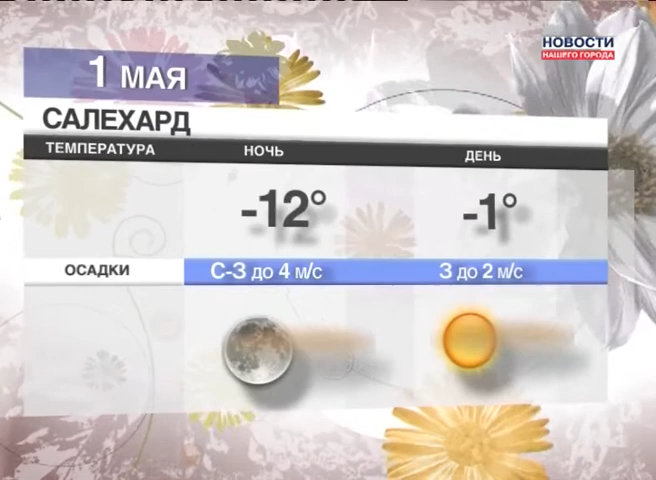 НОВОСТИ
НАШЕГО ГОРОДА
1 МАЯ
САЛЕХАРД
ТЕМПЕРАТУРА НОЧЬ ДЕНЬ
-12° -1°
ОСАДКИ С-З до 4 м/с З до 2 м/с